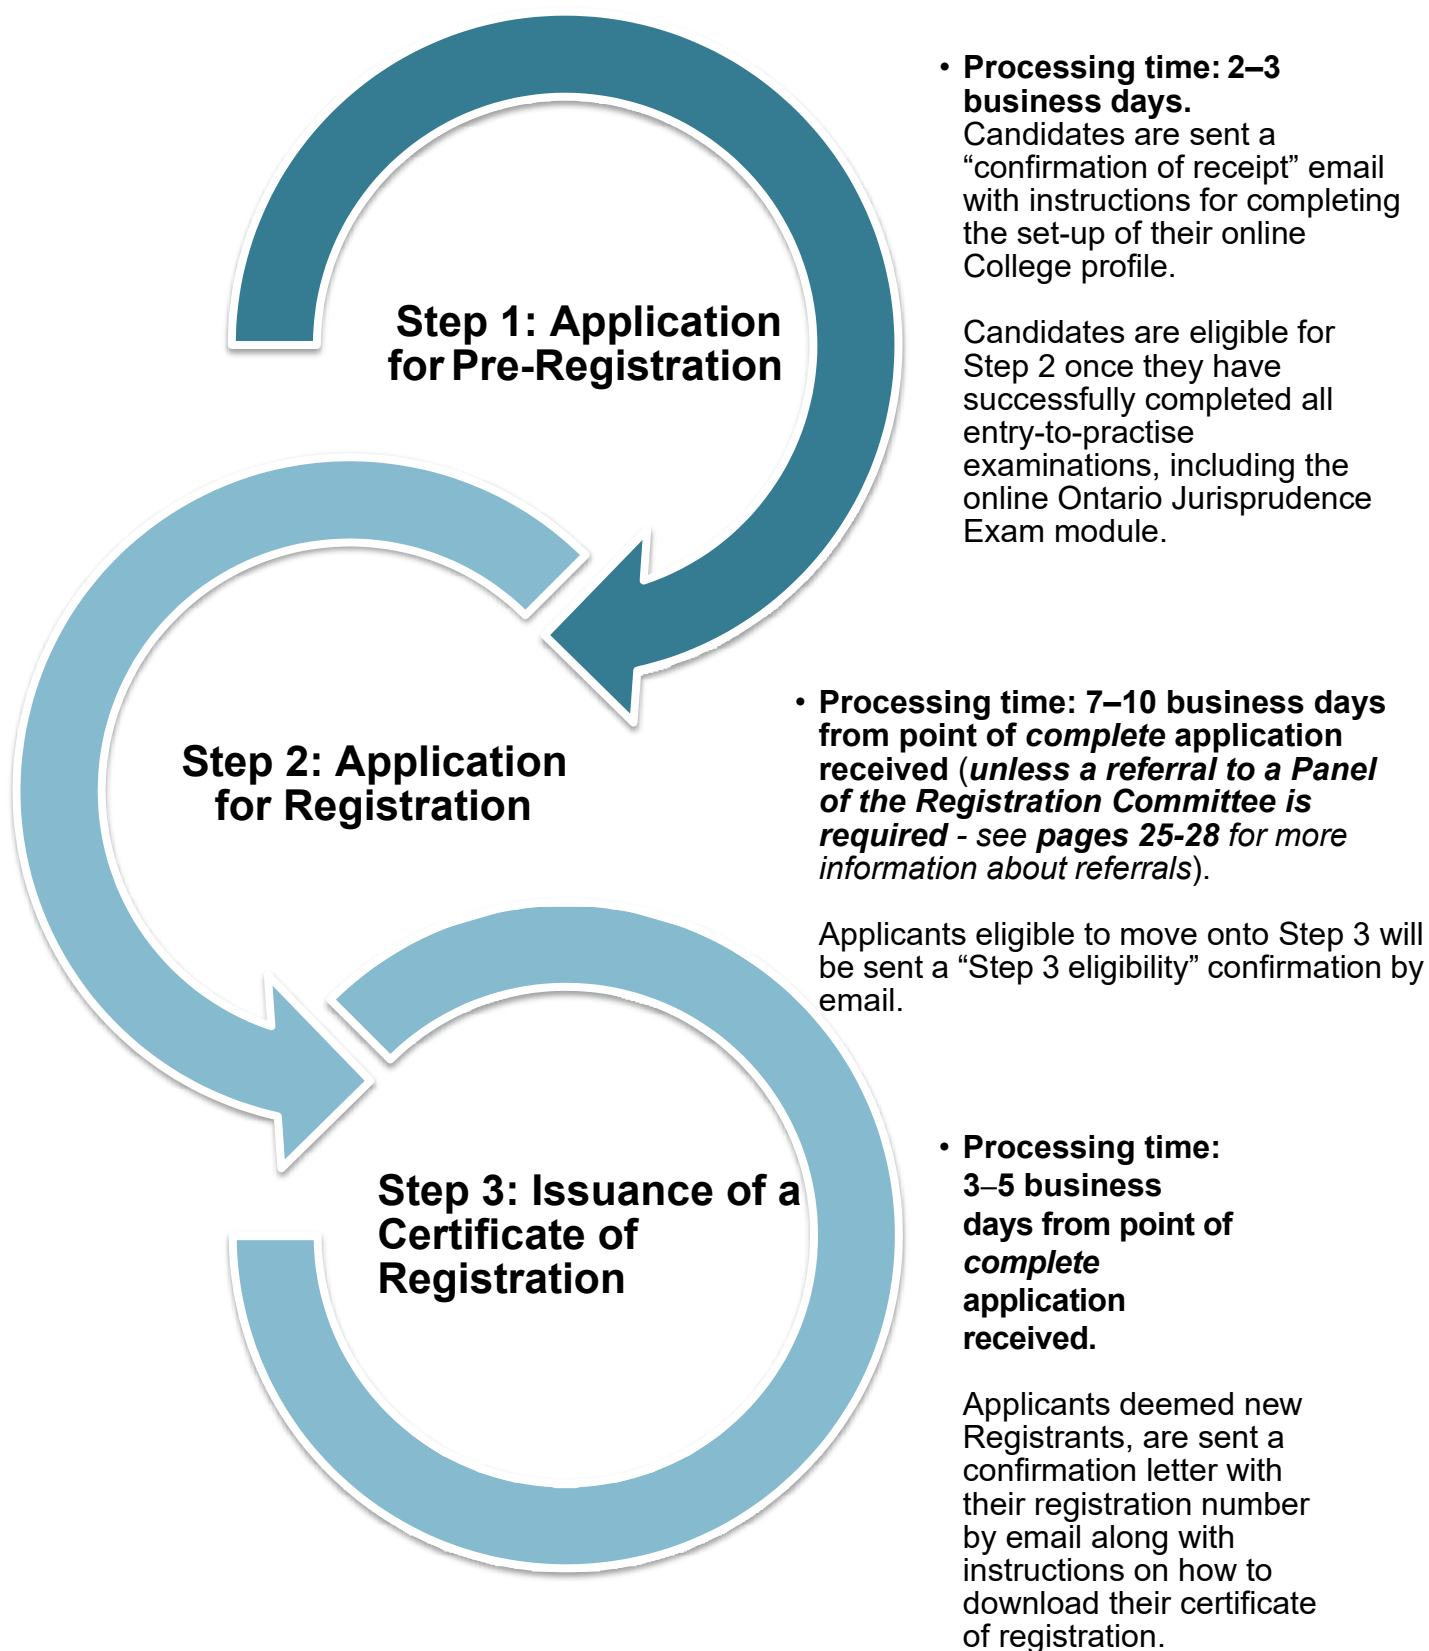 Step 1: Application
for Pre-Registration
• Processing time: 2–3
business days.
Candidates are sent a
“confirmation of receipt” email
with instructions for completing
the set-up of their online
College profile.
Candidates are eligible for
Step 2 once they have
successfully completed all
entry-to-practise
examinations, including the
online Ontario Jurisprudence
Exam module.
Step 2: Application
for Registration
• Processing time: 7–10 business days
from point of complete application
received (unless a referral to a Panel
of the Registration Committee is
required - see pages 25-28 for more
information about referrals).
Applicants eligible to move onto Step 3 will
be sent a “Step 3 eligibility” confirmation by
email.
Step 3: Issuance of a
Certificate of
Registration
• Processing time:
3–5 business
days from point of
complete
application
received.
Applicants deemed new
Registrants, are sent a
confirmation letter with
their registration number
by email along with
instructions on how to
download their certificate
of registration.